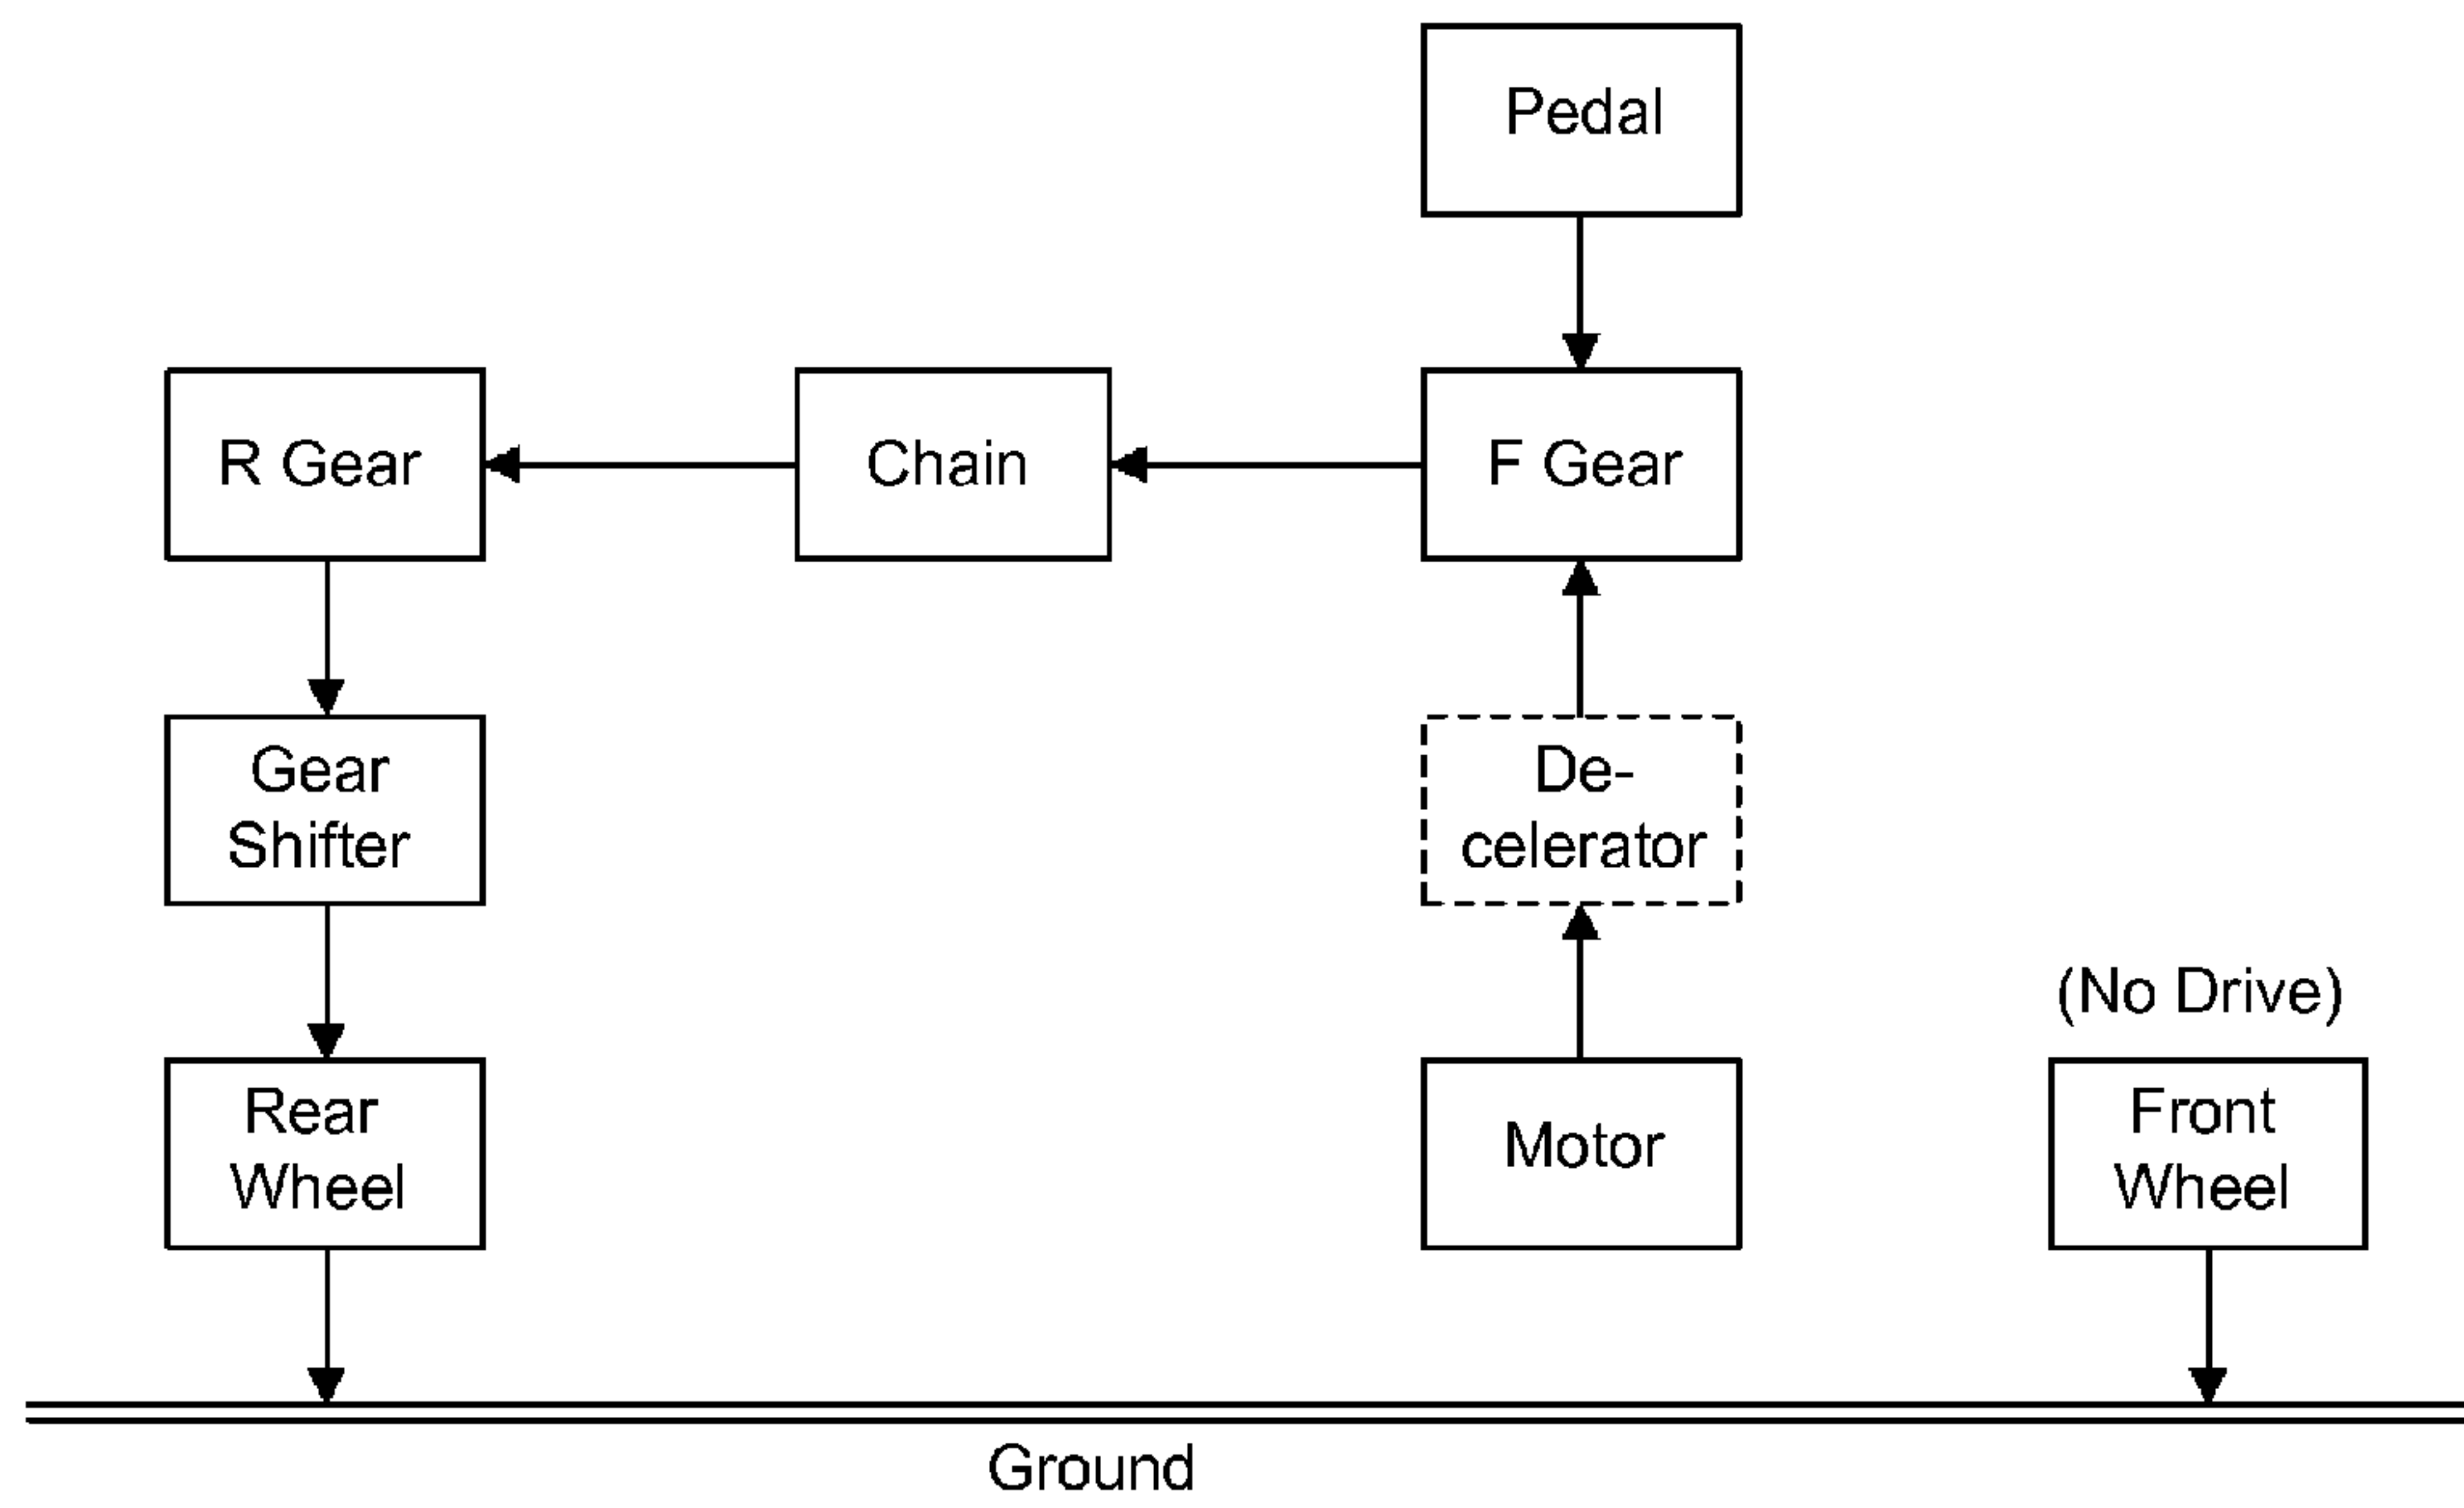 Pedal
R Gear
Chain
F Gear
Gear
Shifter
De-
celerator
(No Drive)
Rear
Wheel
Motor
Front
Wheel
Ground